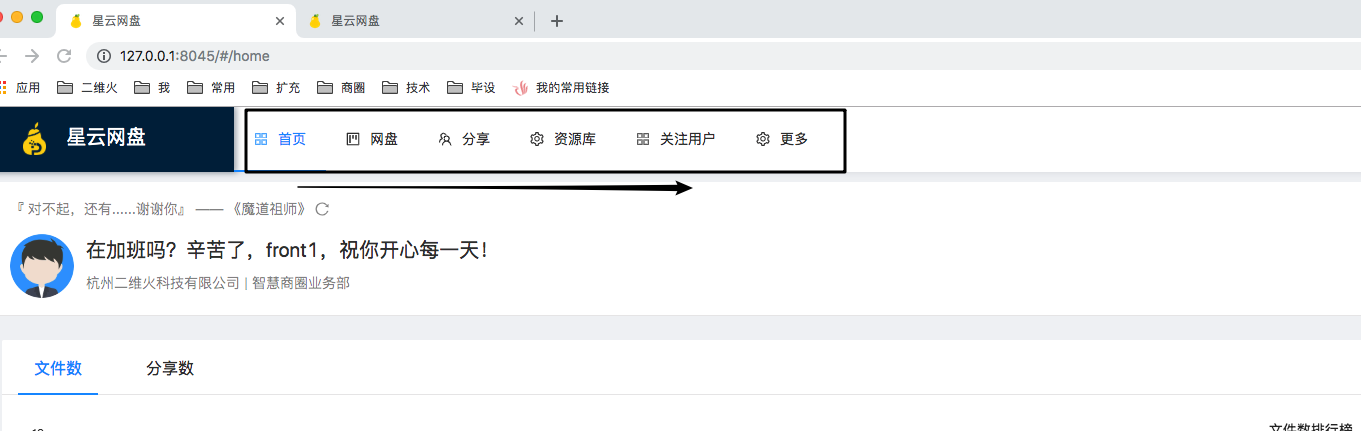 星云网盘 星云网盘
127.0.0.1:8045/#/home
应用 二维火 我 常用 扩充 商圈 技术 毕设 我的常用链接
星云网盘 首页 网盘 分享 资源库 关注用户 更多
『 对不起，还有......谢谢你』 —— 《魔道祖师》
在加班吗？辛苦了，front1，祝你开心每一天！
杭州二维火科技有限公司 | 智慧商圈业务部
文件数 分享数
文件数排行榜